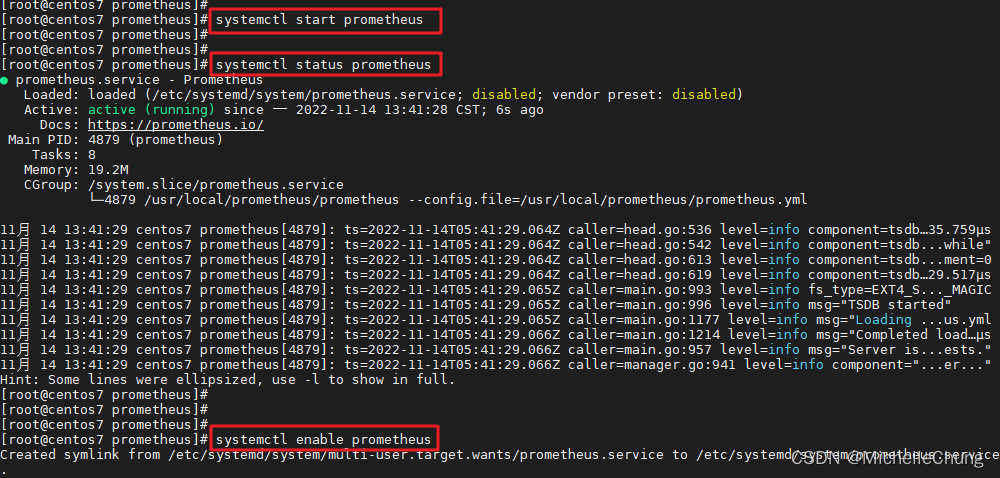 [root@centos7 prometheus]#
[root@centos7 prometheus]# systemctl start prometheus
[root@centos7 prometheus]#
[root@centos7 prometheus]#
[root@centos7 prometheus]# systemctl status prometheus
● prometheus.service - Prometheus
Loaded: loaded (/etc/systemd/system/prometheus.service; disabled; vendor preset: disabled)
Active: active (running) since 一 2022-11-14 13:41:28 CST; 6s ago
Docs: https://prometheus.io/
Main PID: 4879 (prometheus)
Tasks: 8
Memory: 19.2M
CGroup: /system.slice/prometheus.service
└─4879 /usr/local/prometheus/prometheus --config.file=/usr/local/prometheus/prometheus.yml
11月 14 13:41:29 centos7 prometheus[4879]: ts=2022-11-14T05:41:29.064Z caller=head.go:536 level=info component=tsdb…35.759µs
11月 14 13:41:29 centos7 prometheus[4879]: ts=2022-11-14T05:41:29.064Z caller=head.go:542 level=info component=tsdb...while"
11月 14 13:41:29 centos7 prometheus[4879]: ts=2022-11-14T05:41:29.064Z caller=head.go:613 level=info component=tsdb...ment=0
11月 14 13:41:29 centos7 prometheus[4879]: ts=2022-11-14T05:41:29.064Z caller=head.go:619 level=info component=tsdb…29.517µs
11月 14 13:41:29 centos7 prometheus[4879]: ts=2022-11-14T05:41:29.065Z caller=main.go:993 level=info fs_type=EXT4_S..._MAGIC
11月 14 13:41:29 centos7 prometheus[4879]: ts=2022-11-14T05:41:29.065Z caller=main.go:996 level=info msg="TSDB started"
11月 14 13:41:29 centos7 prometheus[4879]: ts=2022-11-14T05:41:29.065Z caller=main.go:1177 level=info msg="Loading ...us.yml
11月 14 13:41:29 centos7 prometheus[4879]: ts=2022-11-14T05:41:29.066Z caller=main.go:1214 level=info msg="Completed load…µs
11月 14 13:41:29 centos7 prometheus[4879]: ts=2022-11-14T05:41:29.066Z caller=main.go:957 level=info msg="Server is...ests."
11月 14 13:41:29 centos7 prometheus[4879]: ts=2022-11-14T05:41:29.066Z caller=manager.go:941 level=info component="...er..."
Hint: Some lines were ellipsized, use -l to show in full.
[root@centos7 prometheus]#
[root@centos7 prometheus]#
[root@centos7 prometheus]#
[root@centos7 prometheus]# systemctl enable prometheus
Created symlink from /etc/systemd/system/multi-user.target.wants/prometheus.service to /etc/systemd/system/prometheus.service
.
CSDN @MichelleChung